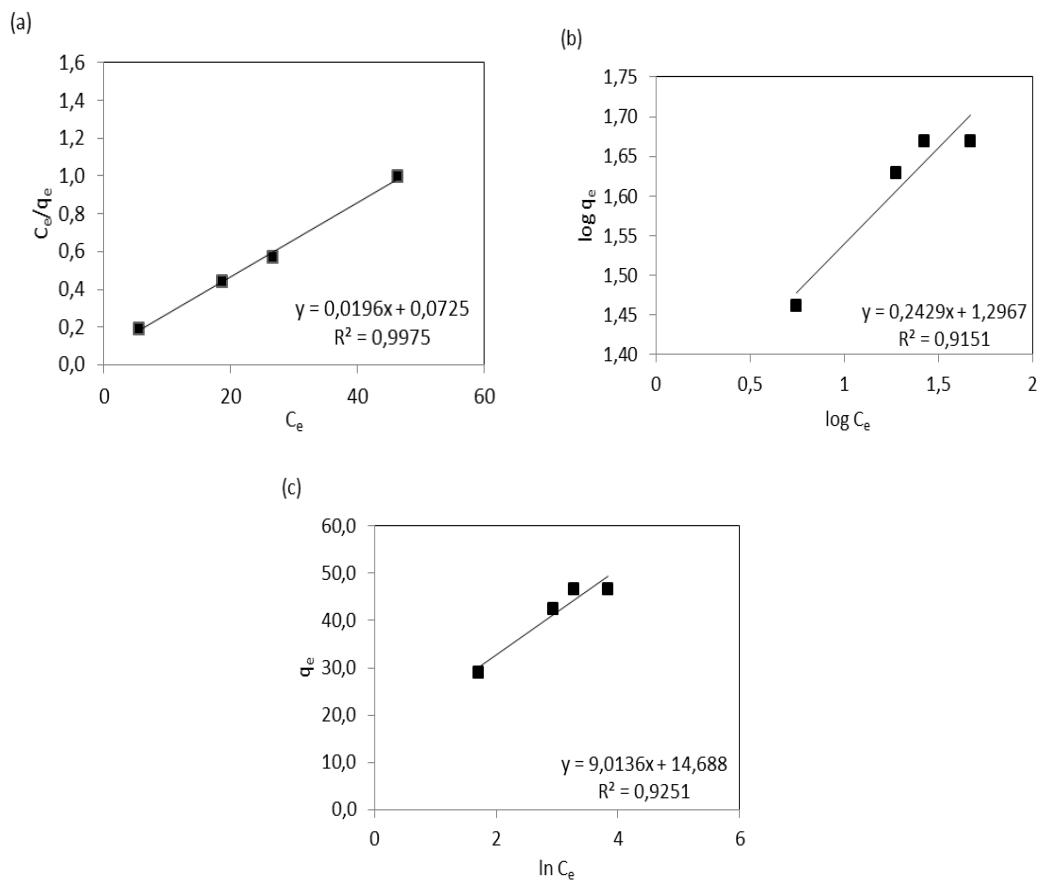 (a)
1,6
1,4
1,2
1,0
0,8
0,6
0,4
0,2
0,0
Cₑ/qₑ
y = 0,0196x + 0,0725
R² = 0,9975
0 20 40 60
Cₑ
(b)
1,75
1,70
1,65
1,60
1,55
1,50
1,45
1,40
log qₑ
y = 0,2429x + 1,2967
R² = 0,9151
0 0,5 1 1,5 2
log Cₑ
(c)
60,0
50,0
40,0
30,0
20,0
10,0
0,0
qₑ
y = 9,0136x + 14,688
R² = 0,9251
0 2 4 6
ln Cₑ